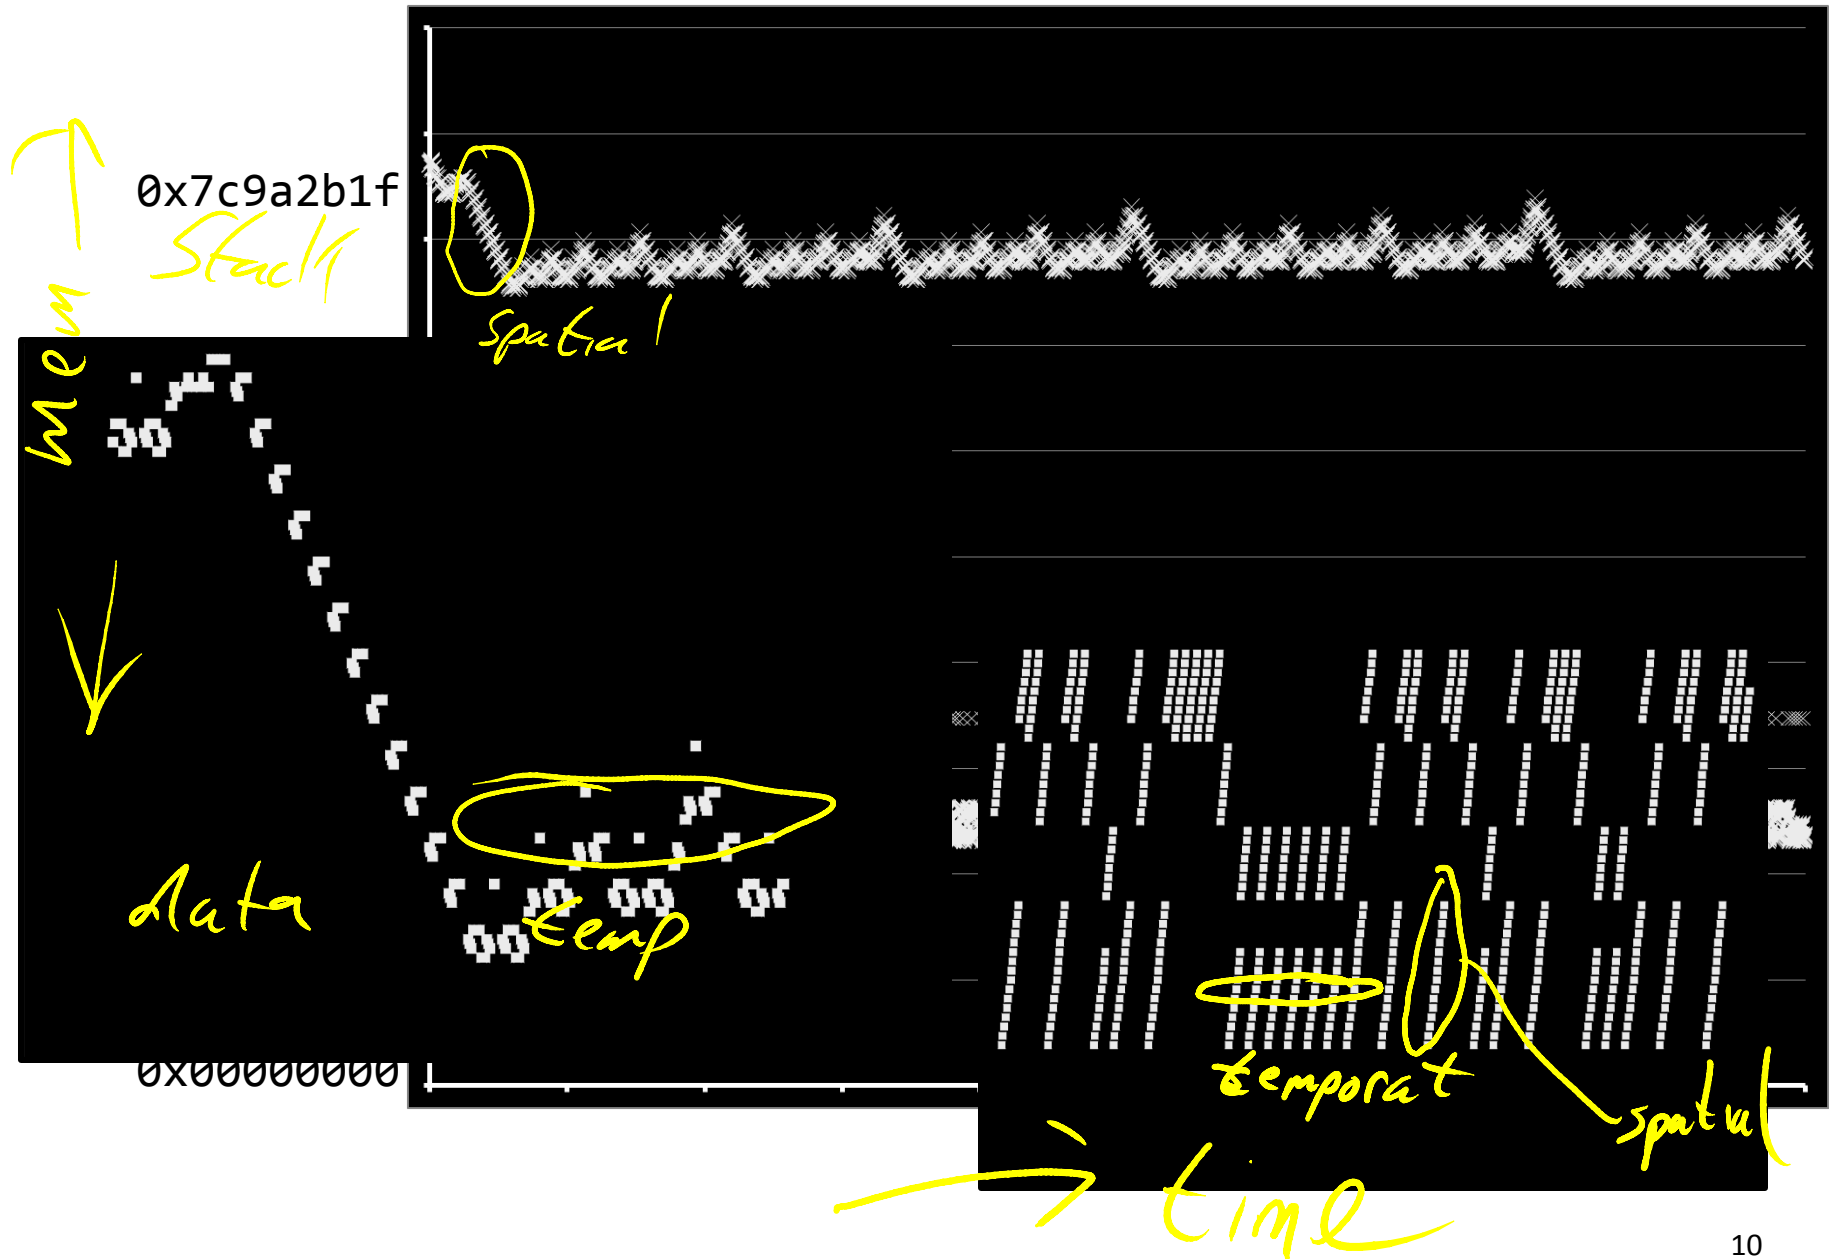 0x7c9a2b1f
Stack
spatial
Mem
data
temp
0x00000000
temporal
spatial
time
10